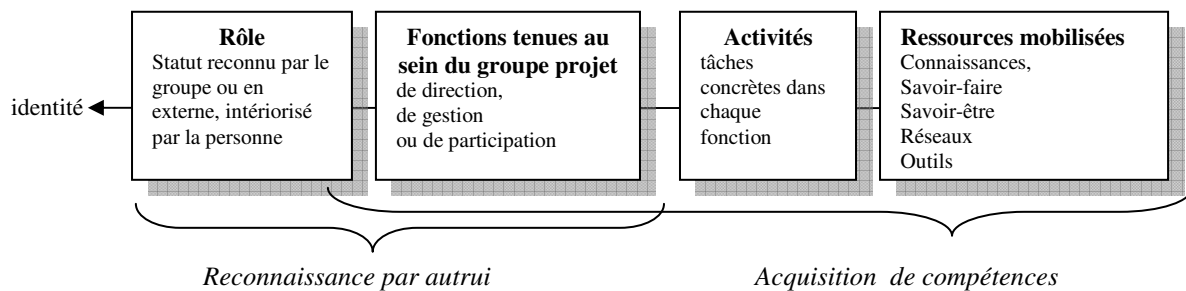 identité
Rôle
Statut reconnu par le
groupe ou en
externe, intériorisé
par la personne
Fonctions tenues au
sein du groupe projet
de direction,
de gestion
ou de participation
Activités
tâches
concrètes dans
chaque
fonction
Ressources mobilisées
Connaissances,
Savoir-faire
Savoir-être
Réseaux
Outils
Reconnaissance par autrui
Acquisition de compétences